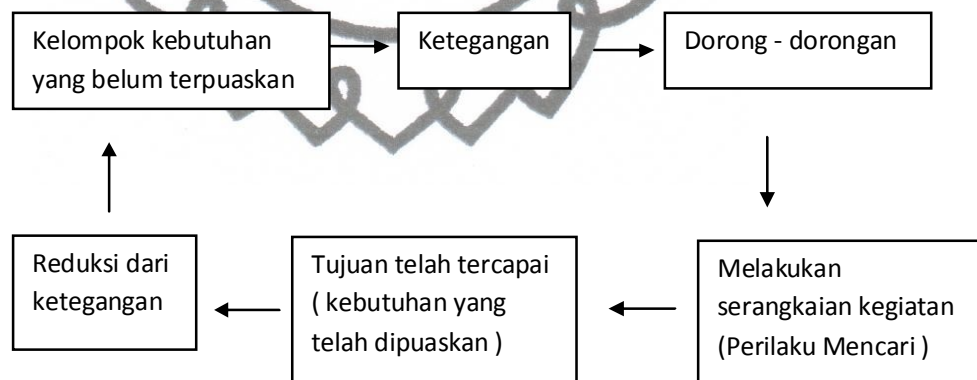 Kelompok kebutuhan
yang belum terpuaskan
Ketegangan
Dorong - dorongan
Melakukan
serangkaian kegiatan
(Perilaku Mencari )
Tujuan telah tercapai
( kebutuhan yang
telah dipuaskan )
Reduksi dari
ketegangan